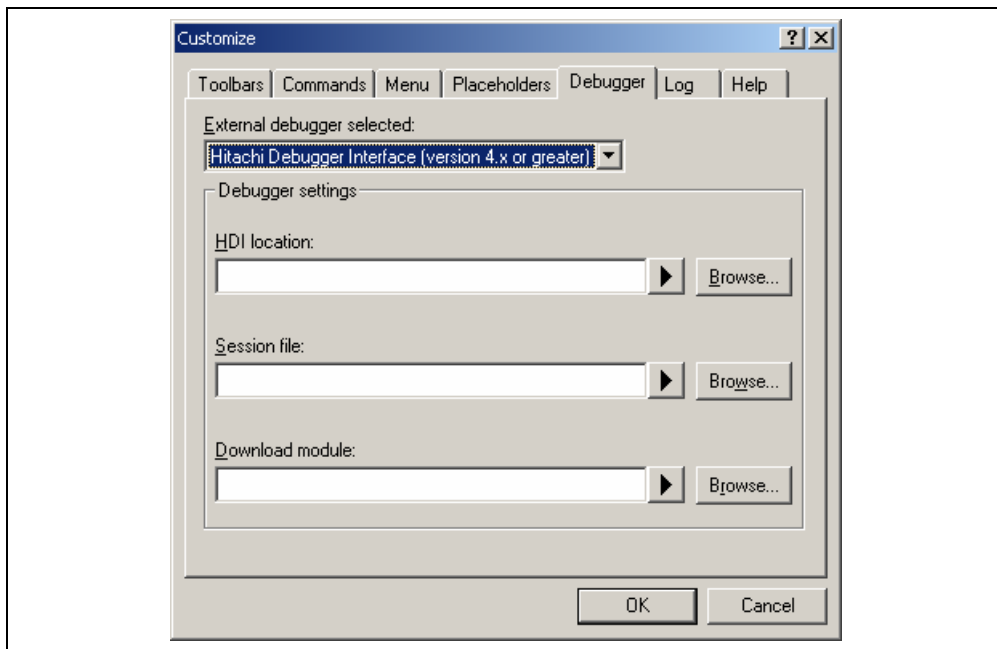 Customize
Toolbars Commands Menu Placeholders Debugger Log Help
External debugger selected:
Hitachi Debugger Interface (version 4.x or greater)
Debugger settings
HDI location:
Browse...
Session file:
Browse...
Download module:
Browse...
OK Cancel